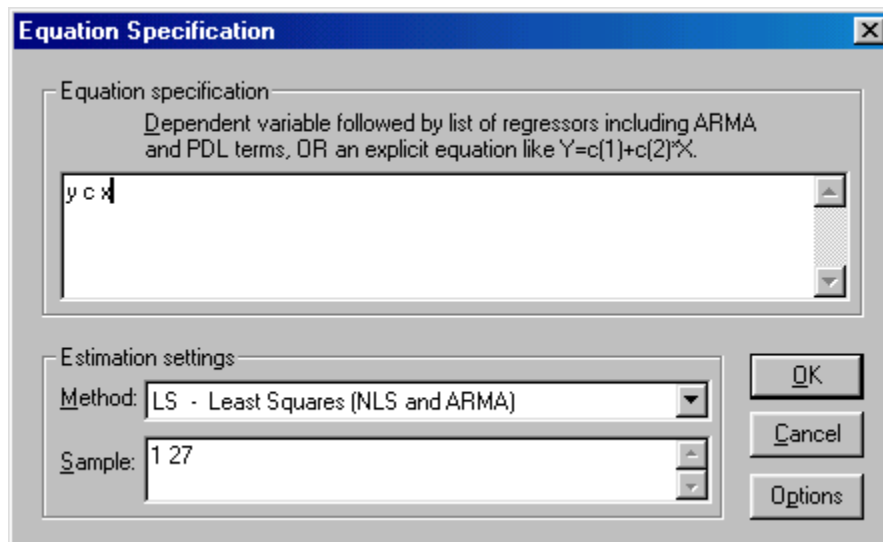 Equation Specification
Equation specification
Dependent variable followed by list of regressors including ARMA
and PDL terms, OR an explicit equation like Y=c(1)+c(2)*X.
y c x
Estimation settings
Method: LS - Least Squares (NLS and ARMA)
Sample: 1 27
OK
Cancel
Options